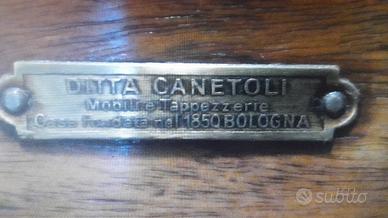 DITTA CANETOLI
Mobili e Tappezzerie
Casa Fondata nel 1850 BOLOGNA
subito